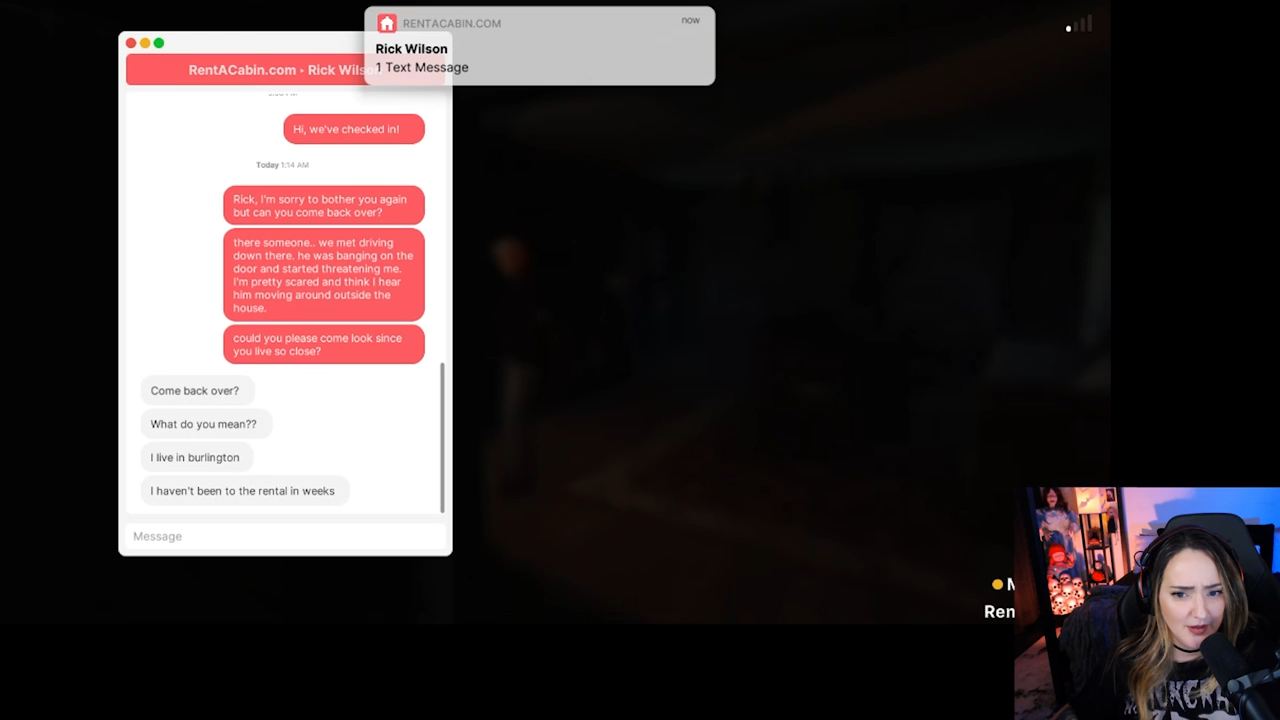 RENTACABIN.COM
now
Rick Wilson
1 Text Message
RentACabin.com • Rick Wilson
Hi, we've checked in!
Today 1:14 AM
Rick, I'm sorry to bother you again
but can you come back over?
there someone.. we met driving
down there. he was banging on the
door and started threatening me.
I'm pretty scared and think I hear
him moving around outside the
house.
could you please come look since
you live so close?
Come back over?
What do you mean??
I live in burlington
I haven't been to the rental in weeks
Message
Ren